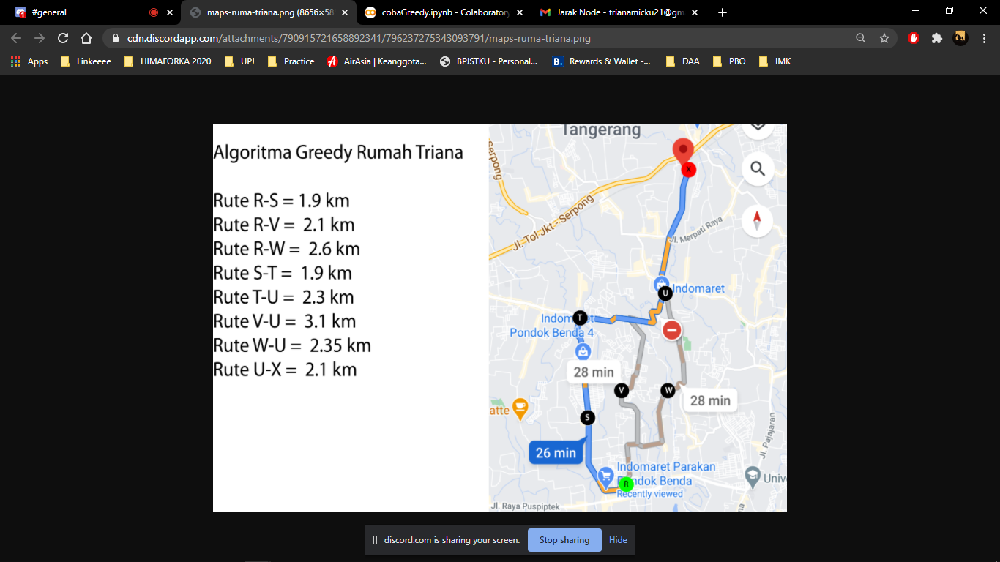 #general
maps-ruma-triana.png (8656×58
cobaGreedy.ipynb - Colaboratory
Jarak Node - trianamicku21@gm
cdn.discordapp.com/attachments/790915721658892341/796237275343093791/maps-ruma-triana.png
Apps
Linkeeee
HIMAFORKA 2020
UPJ
Practice
AirAsia | Keanggota...
BPJSTKU - Personal...
B.
Rewards & Wallet -...
DAA
PBO
IMK
Algoritma Greedy Rumah Triana
Rute R-S = 1.9 km
Rute R-V = 2.1 km
Rute R-W = 2.6 km
Rute S-T = 1.9 km
Rute T-U = 2.3 km
Rute V-U = 3.1 km
Rute W-U = 2.35 km
Rute U-X = 2.1 km
Tangerang
Serpong
X
Jl. Tol Jkt - Serpong
Jl. Merpati Raya
Indomaret
U
Indom et
T
Pondok Benda 4
28 min
V
W
28 min
atte
S
26 min
Jl. Pajajaran
Indomaret Parakan
Pondok Benda
R
Recently viewed
Unive
Jl. Raya Puspiptek
na
discord.com is sharing your screen.
Stop sharing
Hide